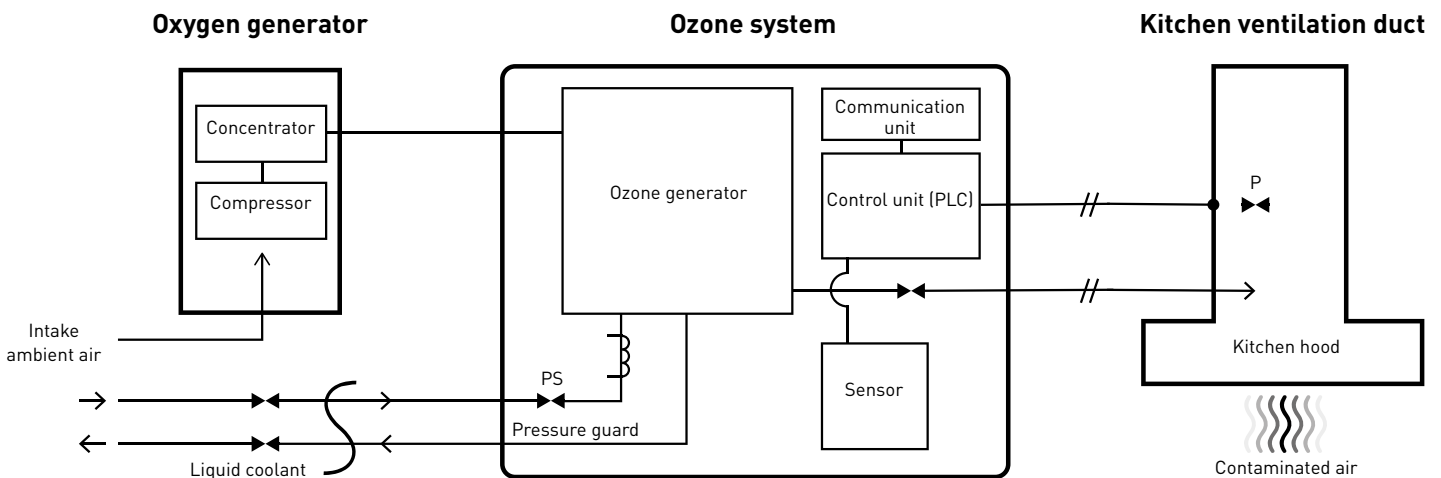 Oxygen generator
Ozone system
Kitchen ventilation duct
Concentrator
Compressor
Ozone generator
Communication
unit
Control unit (PLC)
P
Intake
ambient air
Kitchen hood
PS
Sensor
Pressure guard
Liquid coolant
Contaminated air